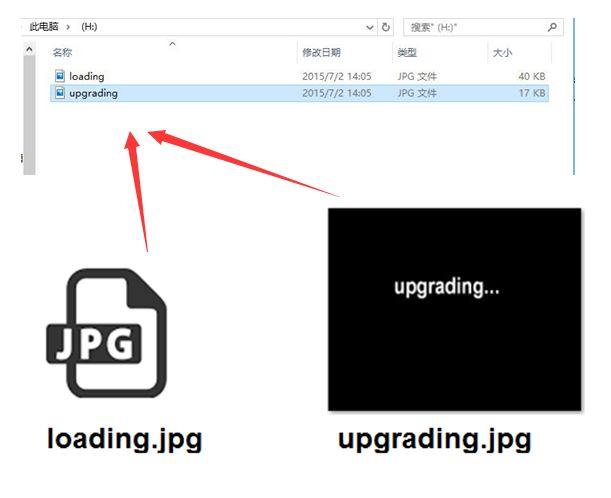 此电脑 › (H:)
搜索" (H:)"
名称 修改日期 类型 大小
loading 2015/7/2 14:05 JPG 文件 40 KB
upgrading 2015/7/2 14:05 JPG 文件 17 KB
upgrading...
JPG
loading.jpg
upgrading.jpg